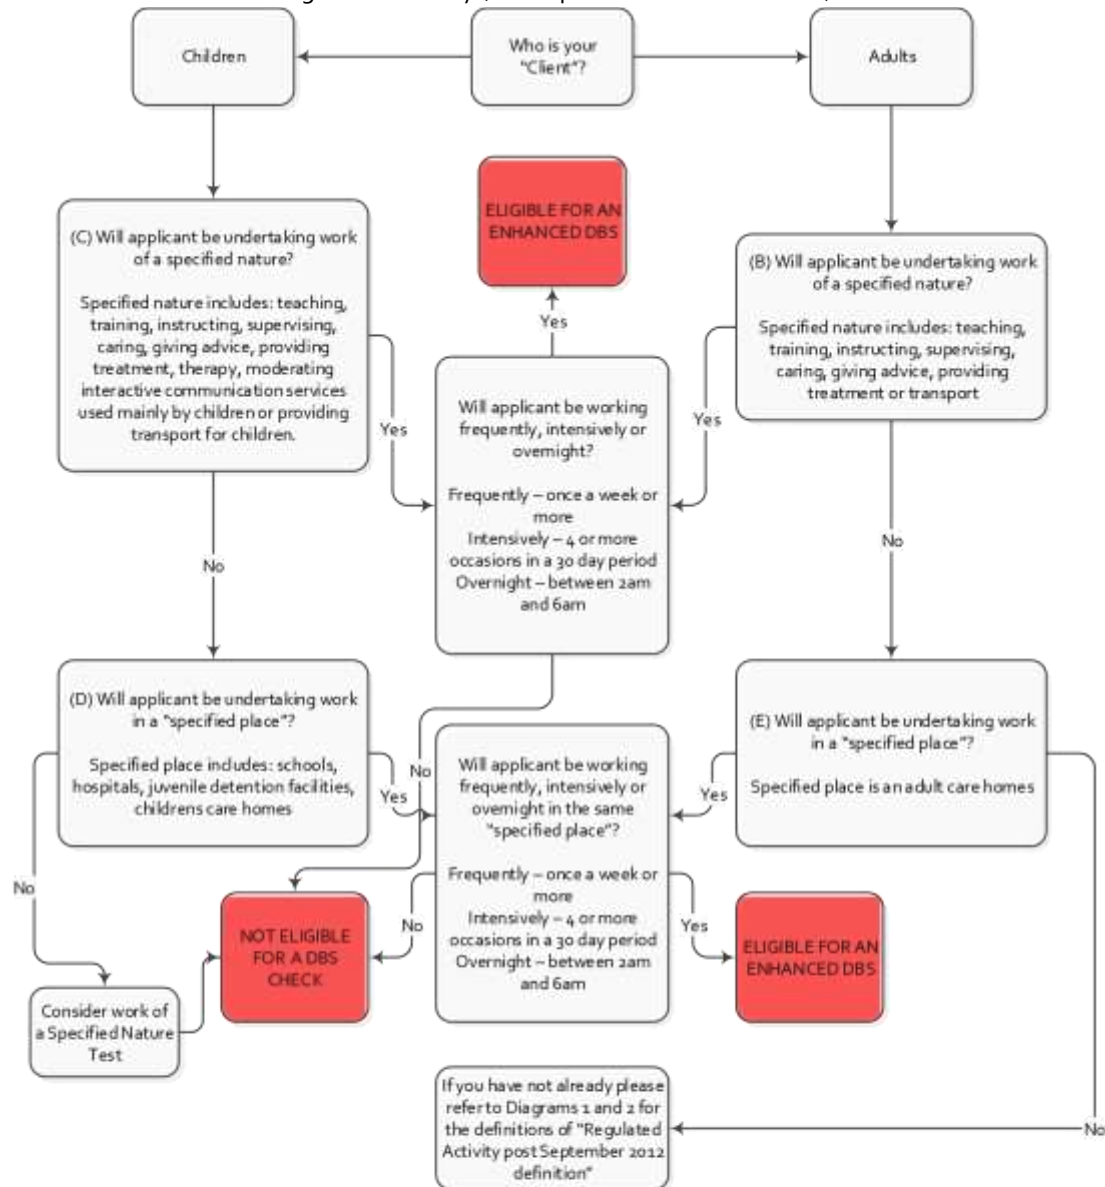 Children
Who is your
"Client"?
Adults
ELIGIBLE FOR AN
ENHANCED DBS
(C) Will applicant be undertaking work
of a specified nature?
Specified nature includes: teaching,
training, instructing, supervising,
caring, giving advice, providing
treatment, therapy, moderating
interactive communication services
used mainly by children or providing
transport for children.
(B) Will applicant be undertaking work
of a specified nature?
Specified nature includes: teaching,
training, instructing, supervising,
caring, giving advice, providing
treatment or transport
Yes
Will applicant be working
frequently, intensively or
overnight?
Frequently – once a week or
more
Intensively – 4 or more
occasions in a 30 day period
Overnight – between 2am
and 6am
Yes
Yes
No
No
(D) Will applicant be undertaking work
in a "specified place"?
Specified place includes: schools,
hospitals, juvenile detention facilities,
childrens care homes
No
Yes
Will applicant be working
frequently, intensively or
overnight in the same
"specified place"?
Frequently – once a week or
more
Intensively – 4 or more
occasions in a 30 day period
Overnight – between 2am
and 6am
Yes
(E) Will applicant be undertaking work
in a "specified place"?
Specified place is an adult care homes
No
NOT ELIGIBLE
FOR A DBS
CHECK
No
Yes
ELIGIBLE FOR AN
ENHANCED DBS
Consider work of
a Specified Nature
Test
If you have not already please
refer to Diagrams 1 and 2 for
the definitions of "Regulated
Activity post September 2012
definition"
No